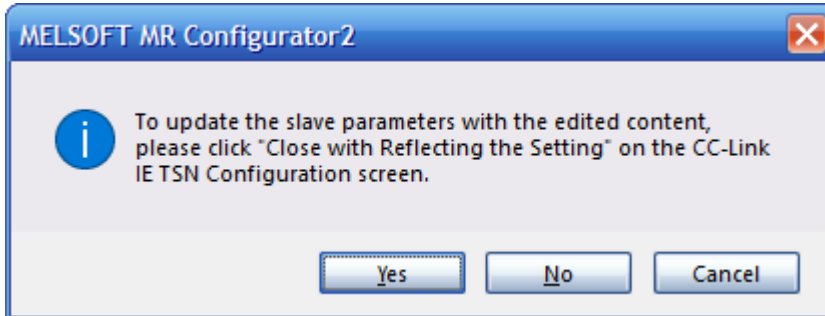 MELSOFT MR Configurator2
To update the slave parameters with the edited content,
please click "Close with Reflecting the Setting" on the CC-Link
IE TSN Configuration screen.
Yes
No
Cancel